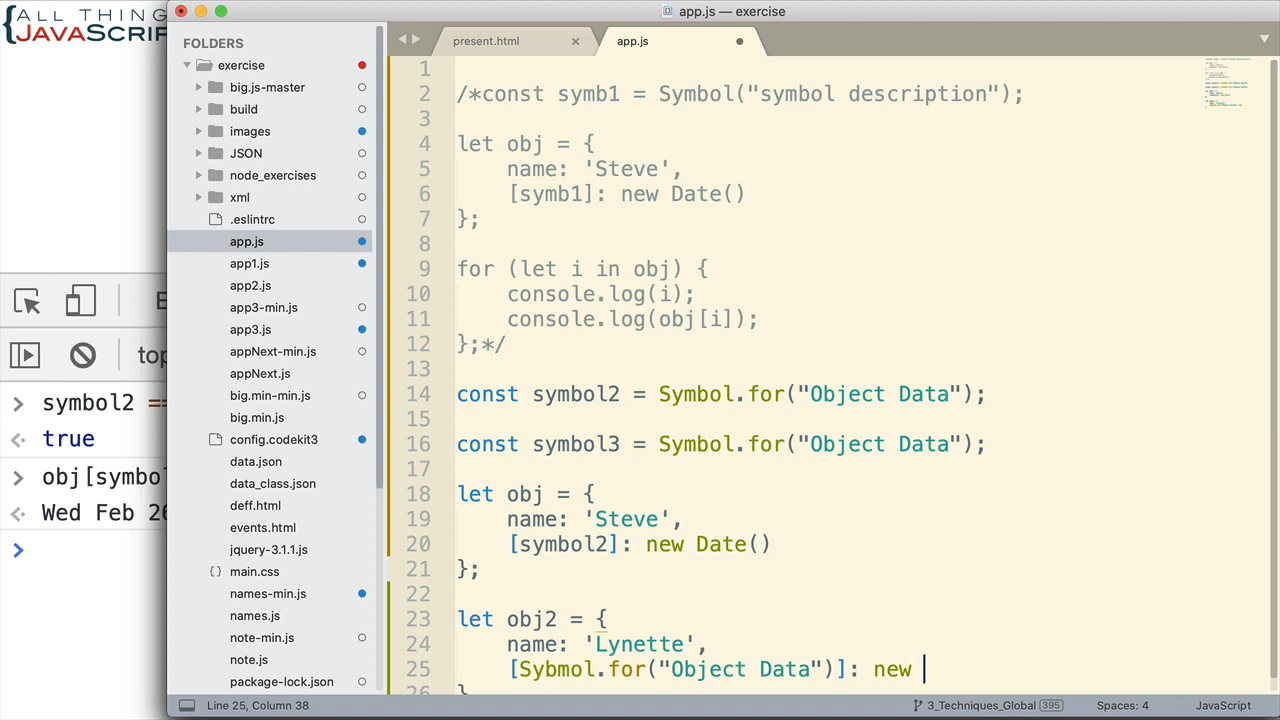 {ALL THING
JAVASCRIP
app.js — exercise
FOLDERS
exercise
big.js-master
build
images
JSON
node_exercises
xml
.eslintrc
app.js
app1.js
app2.js
app3-min.js
app3.js
appNext-min.js
appNext.js
big.min-min.js
big.min.js
config.codekit3
data.json
data_class.json
deff.html
events.html
jquery-3.1.1.js
main.css
names-min.js
names.js
note-min.js
note.js
package-lock.json
present.html
app.js
1
2 /*const symb1 = Symbol("symbol description");
3
4 let obj = {
5 name: 'Steve',
6 [symb1]: new Date()
7 };
8
9 for (let i in obj) {
10 console.log(i);
11 console.log(obj[i]);
12 };*/
13
14 const symbol2 = Symbol.for("Object Data");
15
16 const symbol3 = Symbol.for("Object Data");
17
18 let obj = {
19 name: 'Steve',
20 [symbol2]: new Date()
21 };
22
23 let obj2 = {
24 name: 'Lynette',
25 [Sybmol.for("Object Data")]: new
26 }
E
top
> symbol2 ==
true
> obj[symbo
Wed Feb 26
>
Line 25, Column 38
3_Techniques_Global 395
Spaces: 4
JavaScript